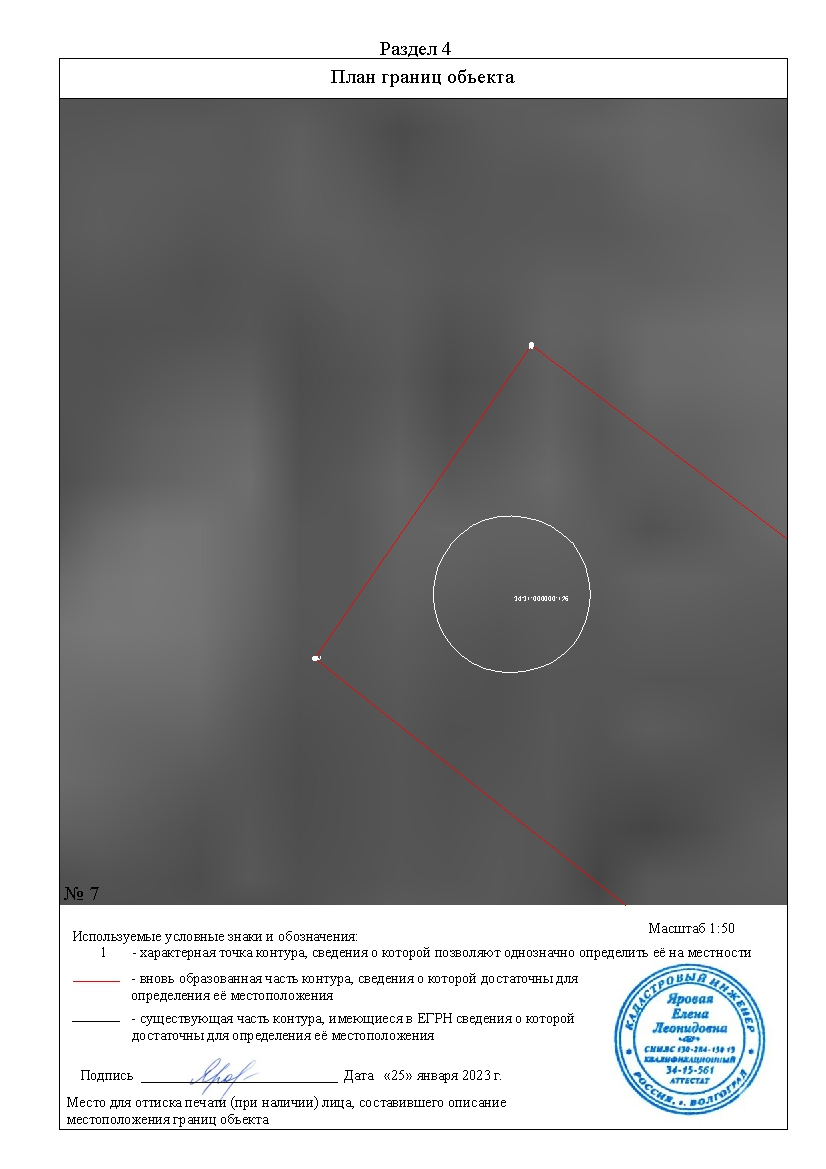 Раздел 4
План границ объекта
№ 7
Масштаб 1:50
Используемые условные знаки и обозначения:
1 - характерная точка контура, сведения о которой позволяют однозначно определить её на местности
- вновь образованная часть контура, сведения о которой достаточны для
определения её местоположения
- существующая часть контура, имеющиеся в ЕГРН сведения о которой
достаточны для определения её местоположения
КАДАСТРОВЫЙ ИНЖЕНЕР
Яровая
Елена
Леонидовна
КВАЛИФИКАЦИОННЫЙ
34-15-561
АТТЕСТАТ
РОССИЯ, г. ВОЛГОГРАД
Подпись Дата «25» января 2023 г.
Место для оттиска печати (при наличии) лица, составившего описание
местоположения границ объекта